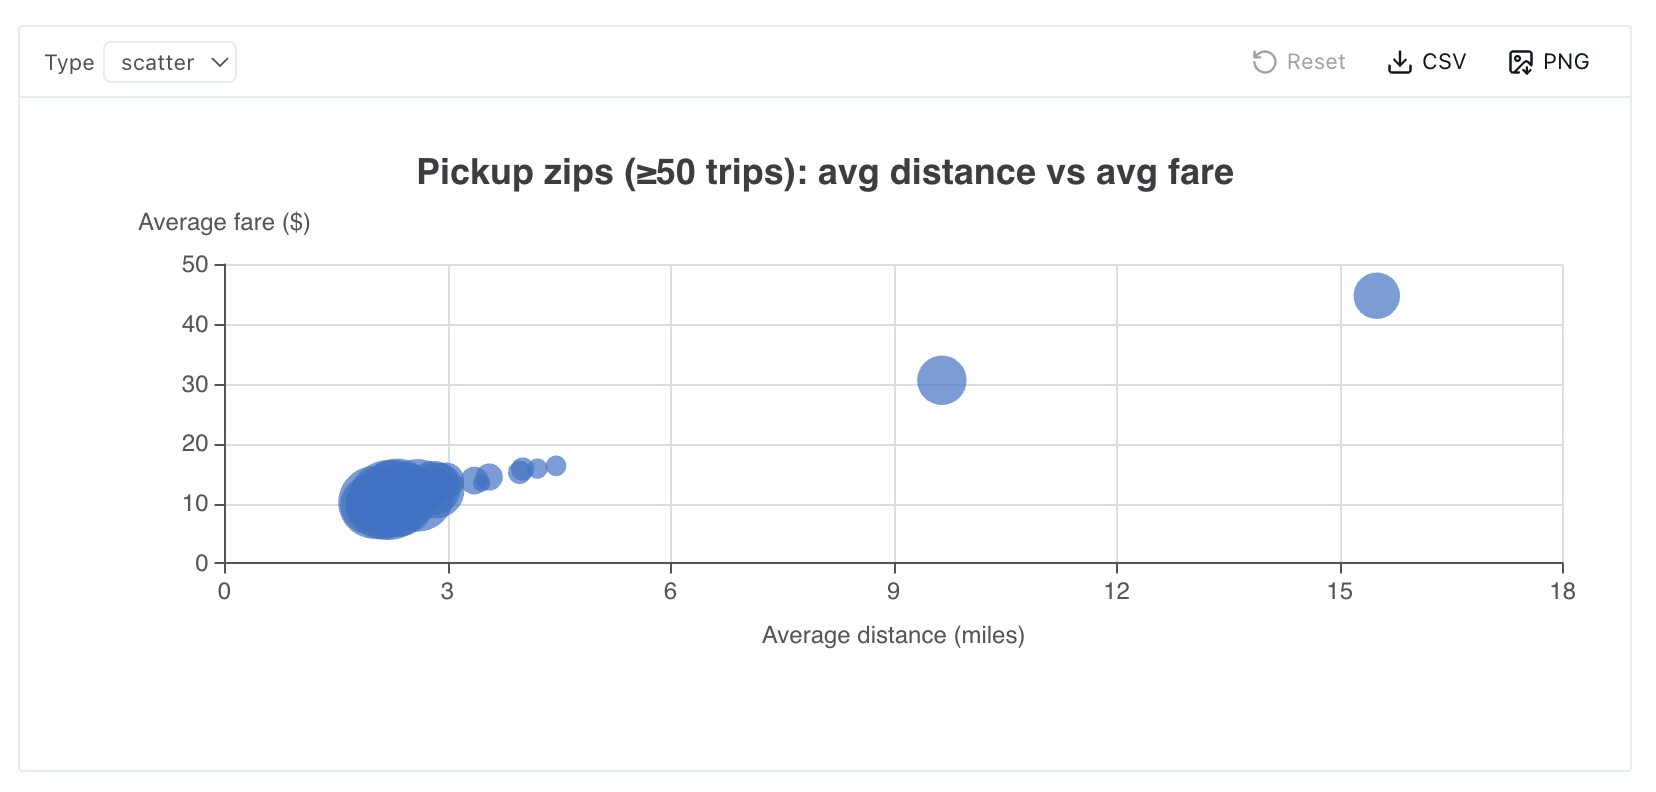 Type scatter Reset CSV PNG
Pickup zips (≥50 trips): avg distance vs avg fare
Average fare ($)
50
40
30
20
10
0
0 3 6 9 12 15 18
Average distance (miles)